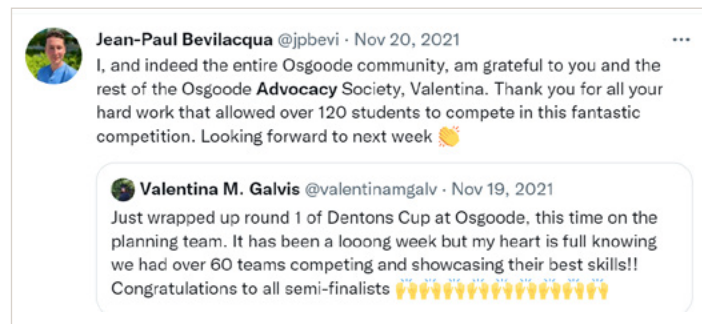 Jean-Paul Bevilacqua @jpbevi · Nov 20, 2021 ···
I, and indeed the entire Osgoode community, am grateful to you and the
rest of the Osgoode Advocacy Society, Valentina. Thank you for all your
hard work that allowed over 120 students to compete in this fantastic
competition. Looking forward to next week 👏
Valentina M. Galvis @valentinamgalv · Nov 19, 2021
Just wrapped up round 1 of Dentons Cup at Osgoode, this time on the
planning team. It has been a looong week but my heart is full knowing
we had over 60 teams competing and showcasing their best skills!!
Congratulations to all semi-finalists 🙌🙌🙌🙌🙌🙌🙌🙌🙌